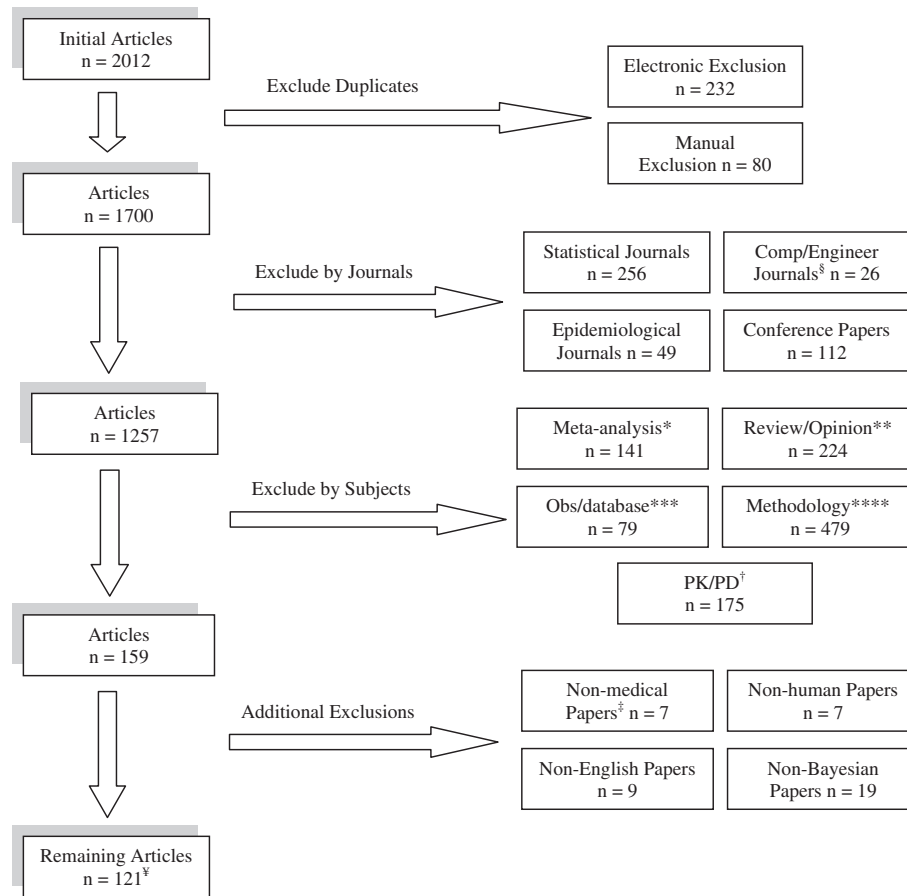 Initial Articles
n = 2012
Exclude Duplicates
Electronic Exclusion
n = 232
Manual
Exclusion n = 80
Articles
n = 1700
Exclude by Journals
Statistical Journals
n = 256
Comp/Engineer
Journals§ n = 26
Epidemiological
Journals n = 49
Conference Papers
n = 112
Articles
n = 1257
Exclude by Subjects
Meta-analysis*
n = 141
Review/Opinion**
n = 224
Obs/database***
n = 79
Methodology****
n = 479
PK/PD†
n = 175
Articles
n = 159
Additional Exclusions
Non-medical
Papers‡ n = 7
Non-human Papers
n = 7
Non-English Papers
n = 9
Non-Bayesian
Papers n = 19
Remaining Articles
n = 121¥